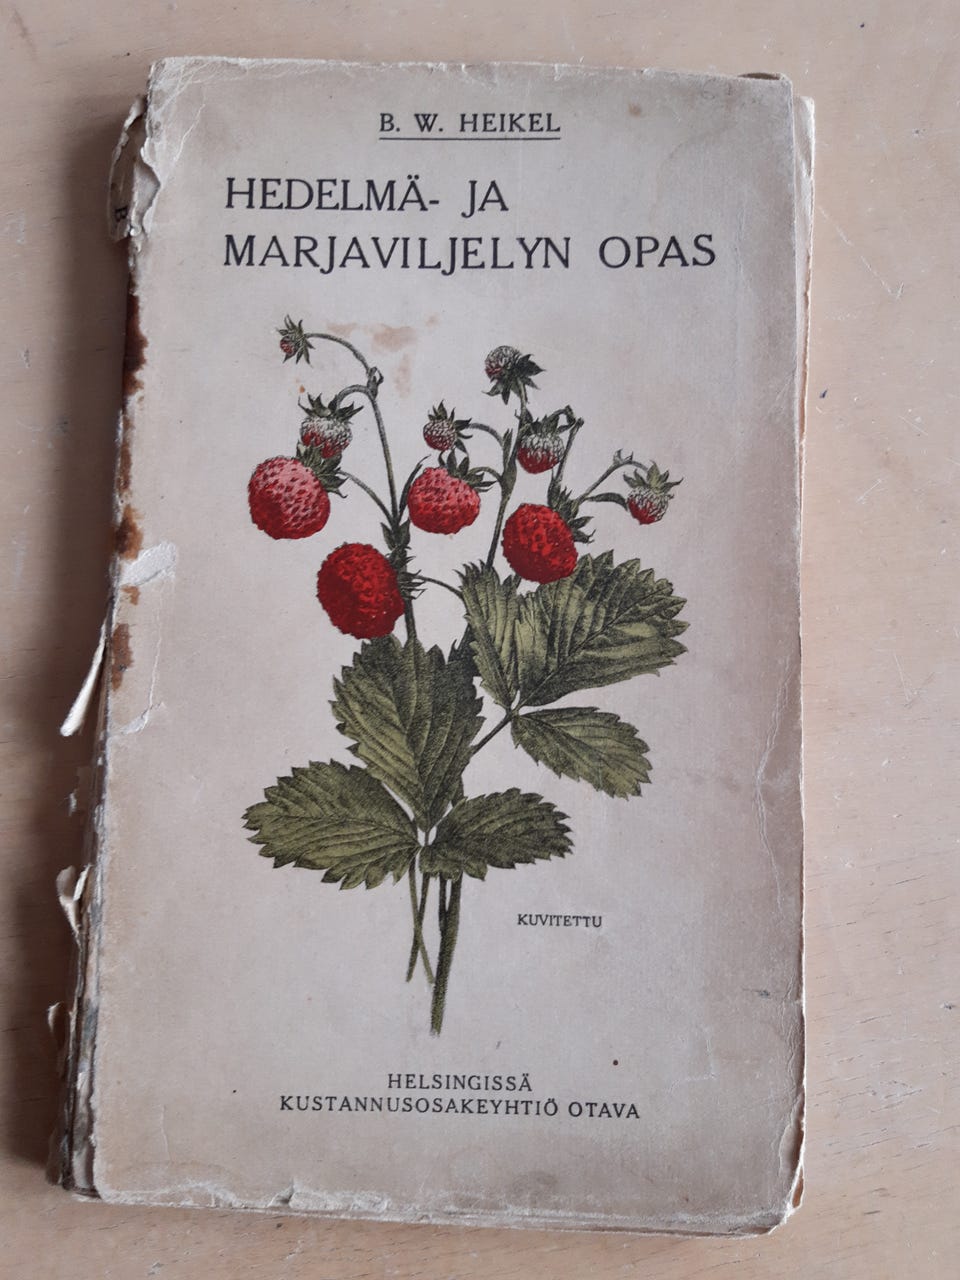 B. W. HEIKEL
HEDELMÄ- JA
MARJAVILJELYN OPAS
KUVITETTU
HELSINGISSÄ
KUSTANNUSOSAKEYHTIÖ OTAVA